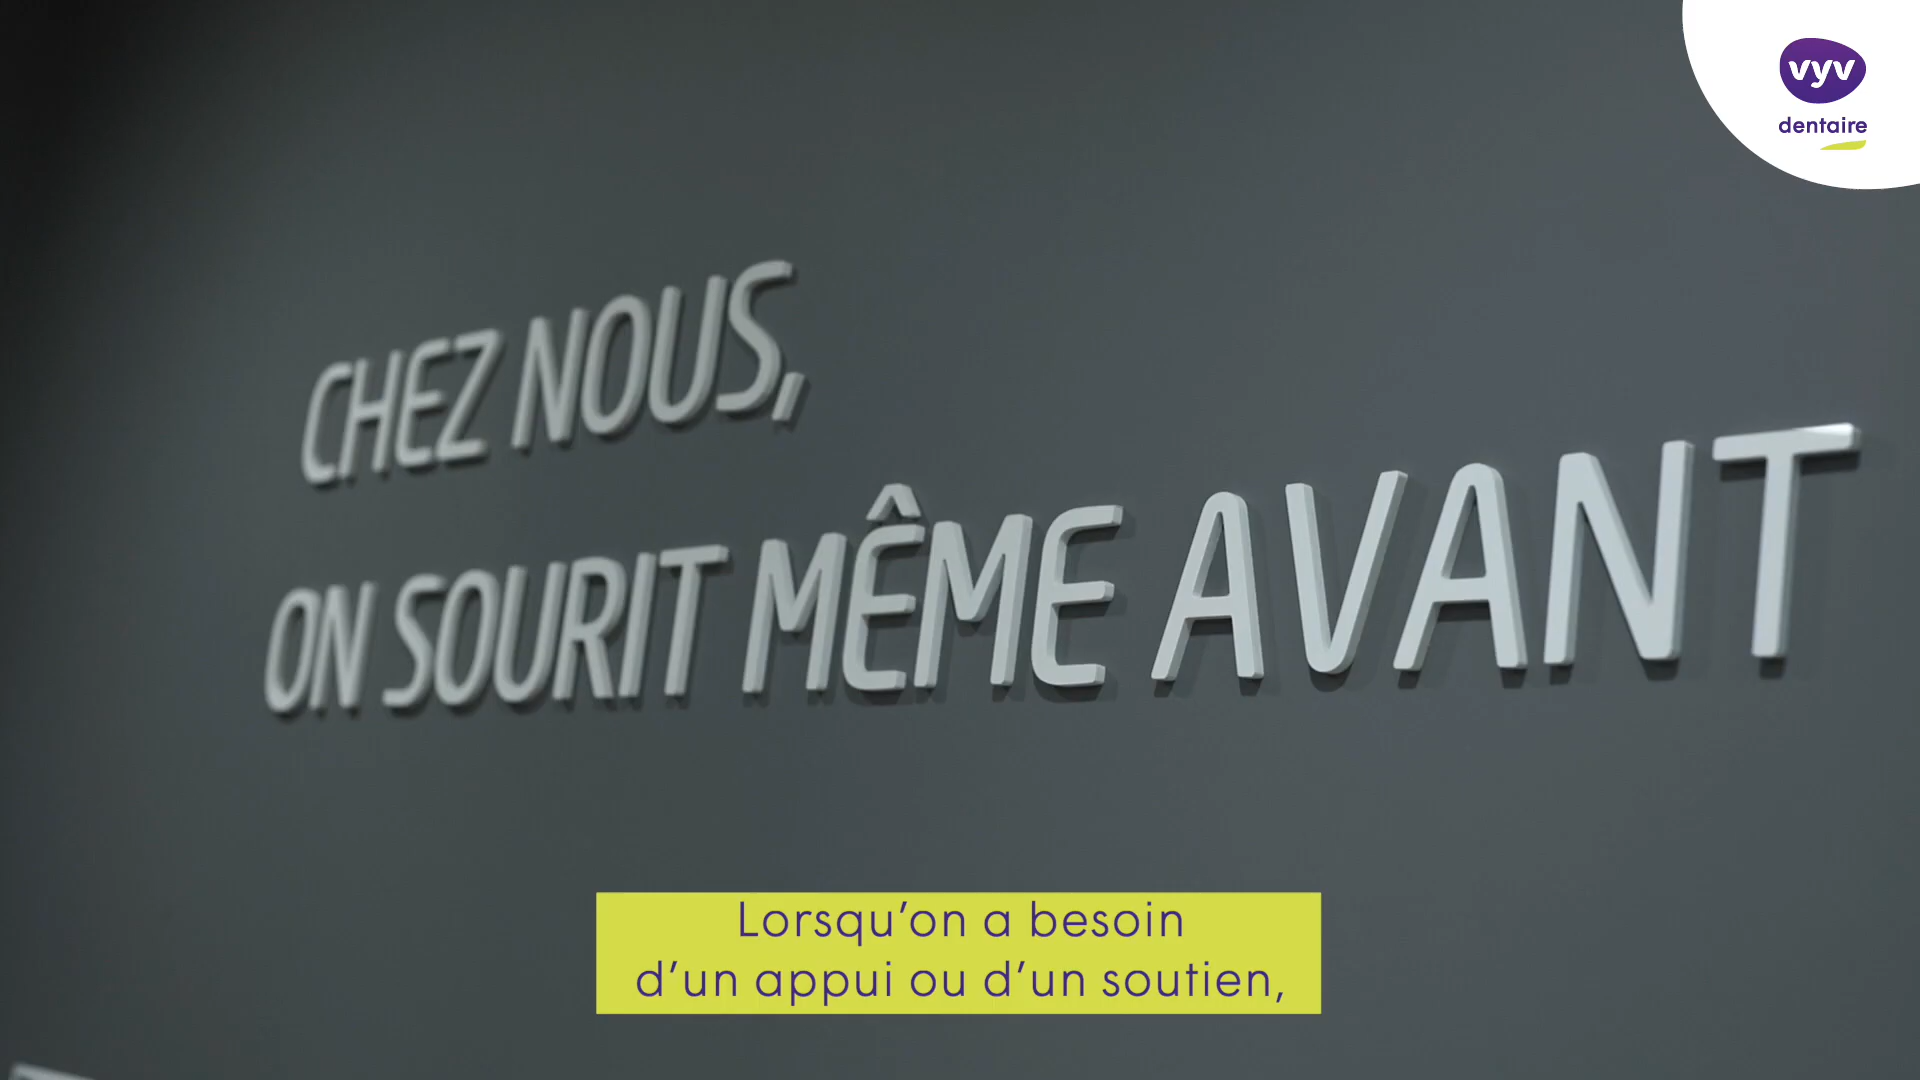 vyv
dentaire
CHEZ NOUS,
ON SOURIT MÊME AVANT
Lorsqu’on a besoin
d’un appui ou d’un soutien,